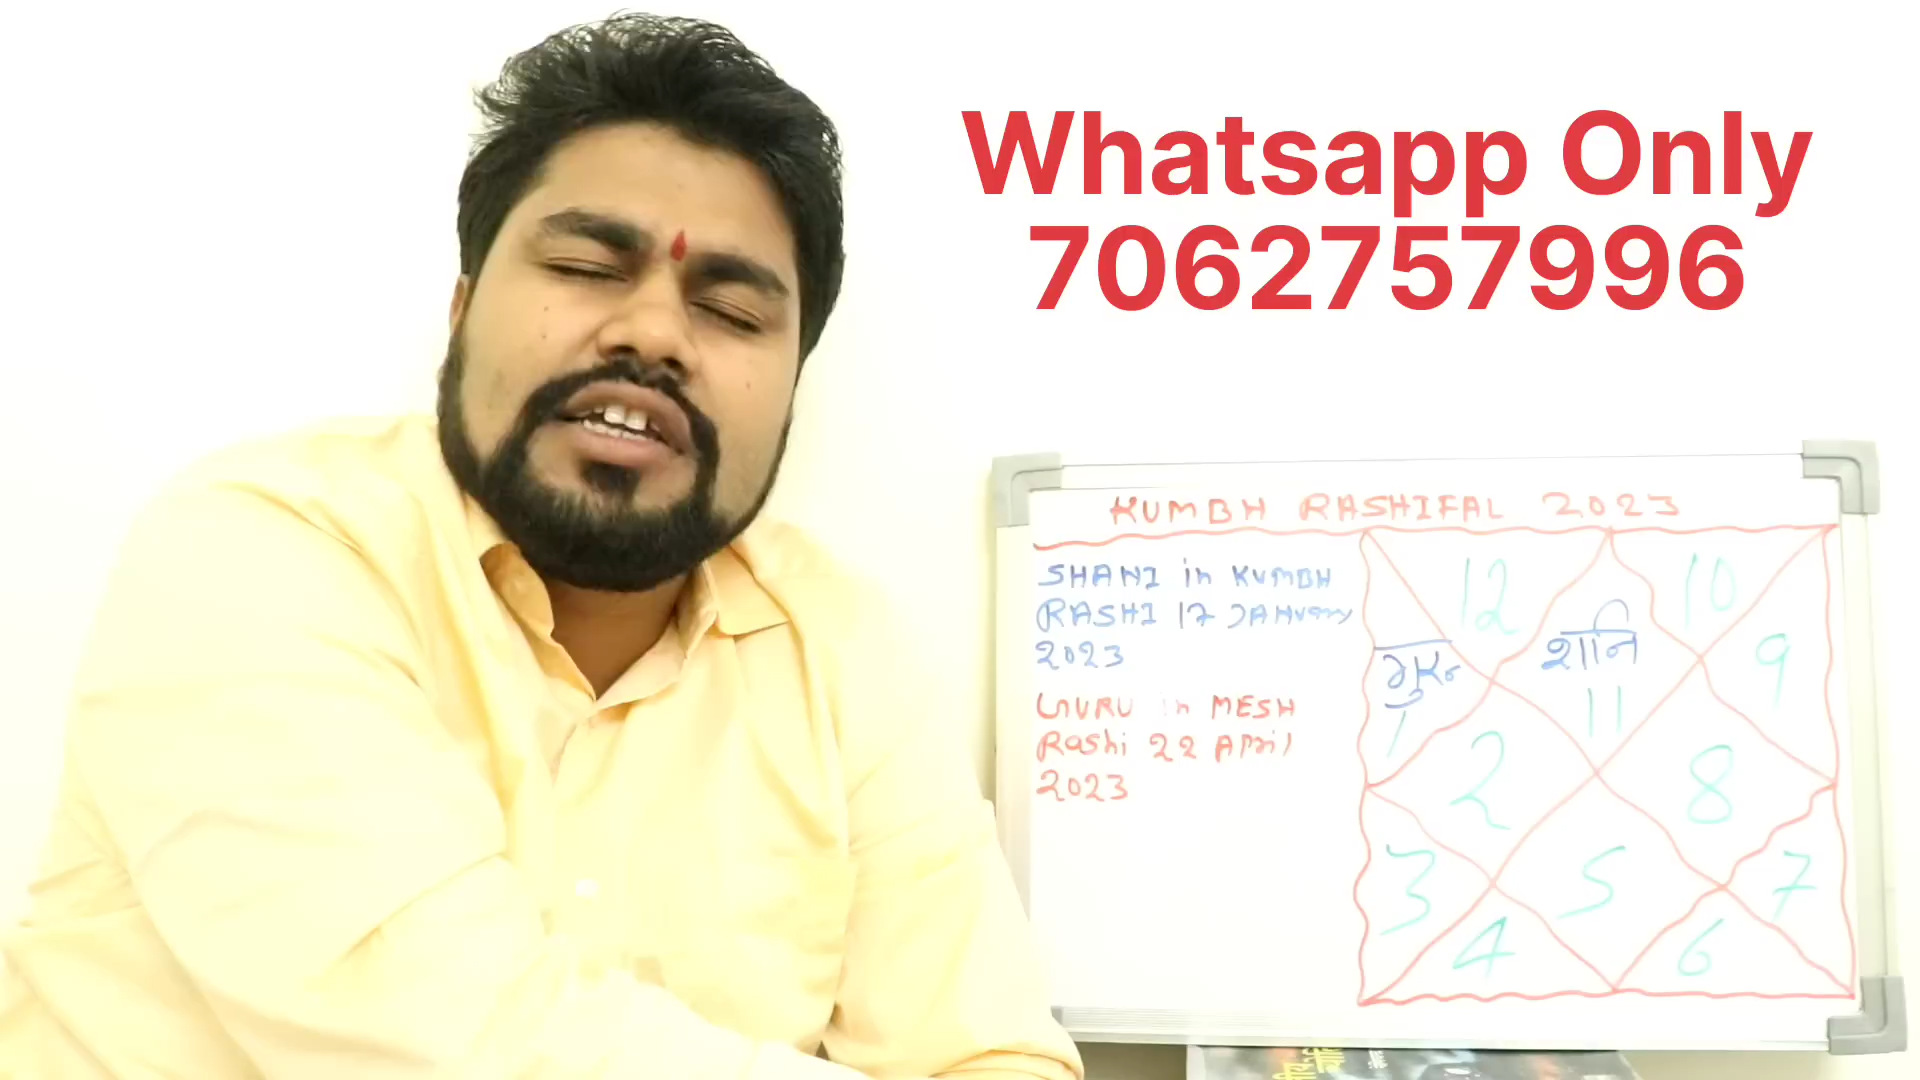 Whatsapp Only
7062757996
KUMBH RASHIFAL 2023
SHANI in KUMBH
RASHI 17 JANUARY
2023
GURU in MESH
Rashi 22 April
2023
12
10
गुरु
शनि
9
1
11
2
8
3
5
7
4
6